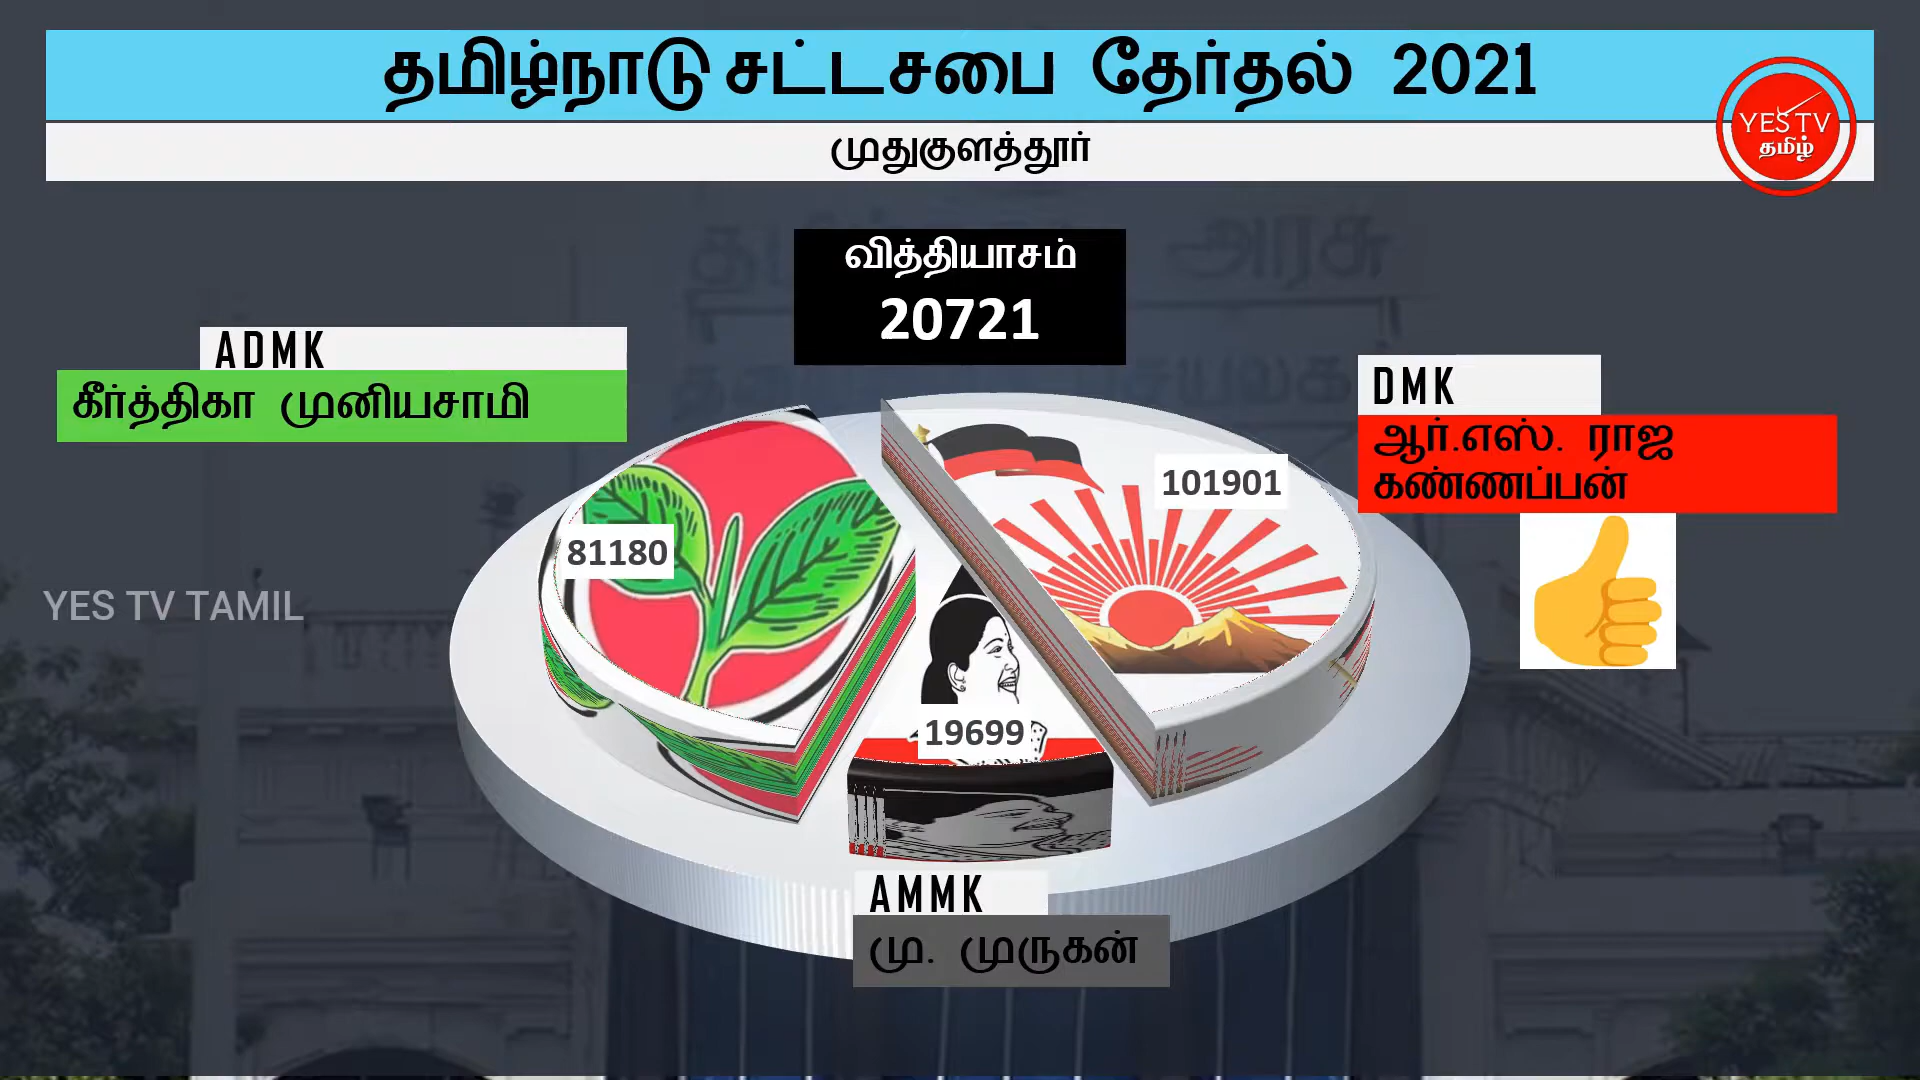 தமிழ்நாடு சட்டசபை தேர்தல் 2021
YES TV
தமிழ்
முதுகுளத்தூர்
வித்தியாசம்
20721
ADMK
கீர்த்திகா முனியசாமி
DMK
ஆர்.எஸ். ராஜ
கண்ணப்பன்
101901
81180
YES TV TAMIL
19699
AMMK
மு. முருகன்